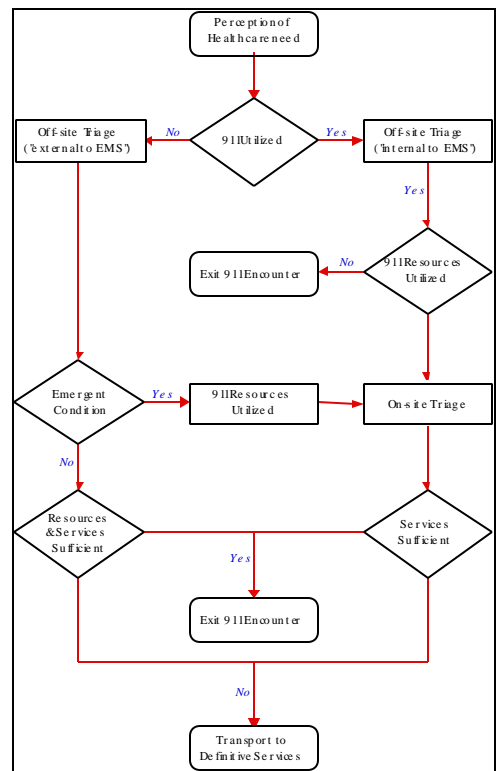 Perception of
Healthcare need
911 Utilized
No
Yes
Off-site Triage
("external to EMS")
Off-site Triage
("internal to EMS")
Yes
911 Resources
Utilized
No
Exit 911 Encounter
Emergent
Condition
Yes
911 Resources
Utilized
On-site Triage
No
Resources
& Services
Sufficient
Services
Sufficient
Yes
Exit 911 Encounter
No
Transport to
Definitive Services